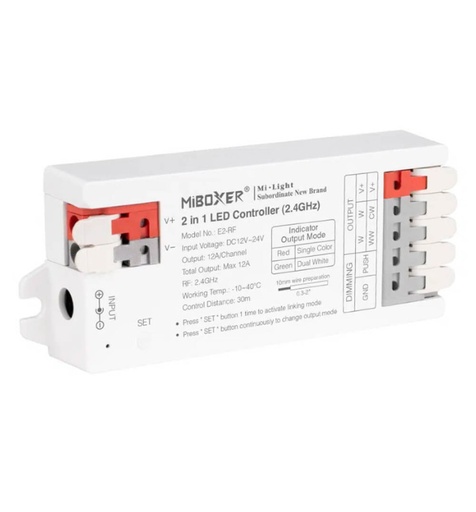 MiBOXER®
Mi·Light
Subordinate New Brand
2 in 1 LED Controller (2.4GHz)
Model No.: E2-RF
Input Voltage: DC12V~24V
Output: 12A/Channel
Total Output: Max 12A
RF: 2.4GHz
Working Temp.: -10~40°C
Control Distance: 30m
• Press " SET " button 1 time to activate linking mode
• Press " SET " button continuously to change output mode
Indicator
Output Mode
Red Single Color
Green Dual White
10mm wire preparation
0.5-2"
V+
V−
INPUT
+
−
SET
OUTPUT
V+ V+
W CW
W WW
DIMMING
PUSH
GND